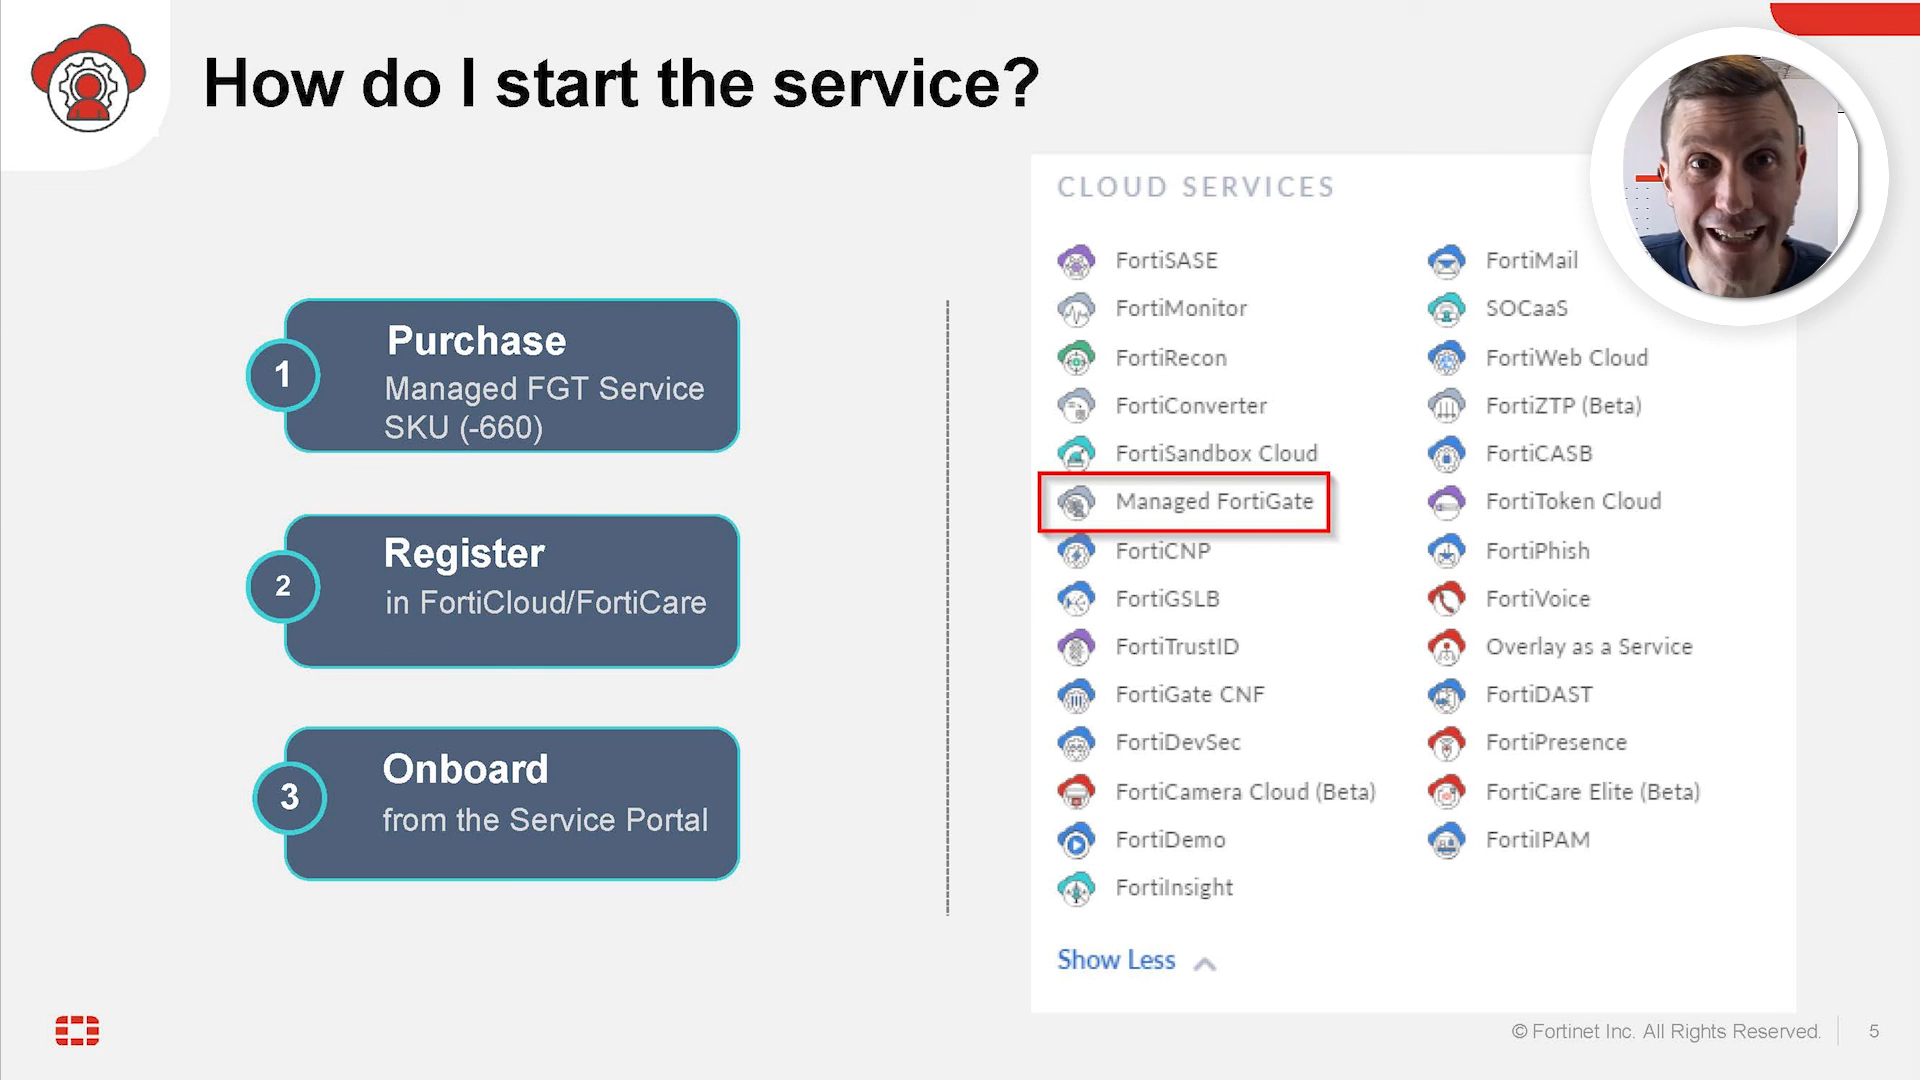 How do I start the service?
1
Purchase
Managed FGT Service
SKU (-660)
2
Register
in FortiCloud/FortiCare
3
Onboard
from the Service Portal
CLOUD SERVICES
FortiSASE
FortiMonitor
FortiRecon
FortiConverter
FortiSandbox Cloud
Managed FortiGate
FortiCNP
FortiGSLB
FortiTrustID
FortiGate CNF
FortiDevSec
FortiCamera Cloud (Beta)
FortiDemo
FortiInsight
FortiMail
SOCaaS
FortiWeb Cloud
FortiZTP (Beta)
FortiCASB
FortiToken Cloud
FortiPhish
FortiVoice
Overlay as a Service
FortiDAST
FortiPresence
FortiCare Elite (Beta)
FortiIPAM
Show Less
© Fortinet Inc. All Rights Reserved.
5